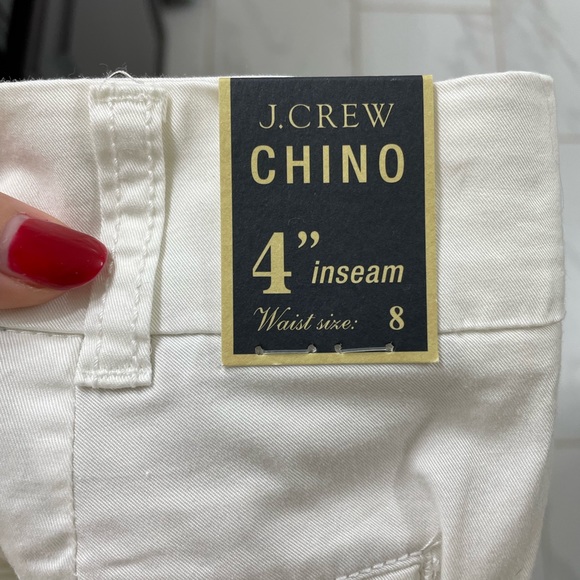 J.CREW
CHINO
4” inseam
Waist size: 8